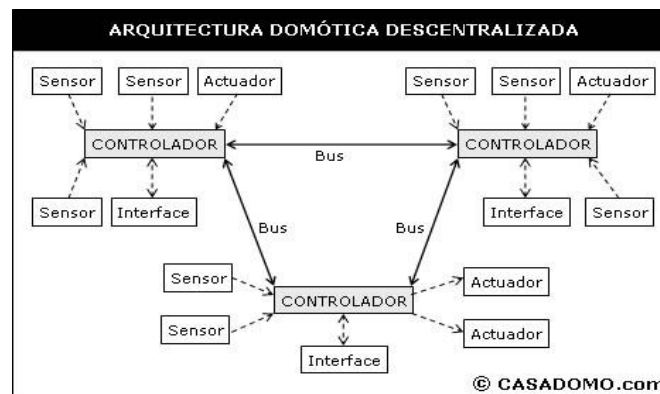 ARQUITECTURA DOMÓTICA DESCENTRALIZADA
Sensor Sensor Actuador Sensor Sensor Actuador
CONTROLADOR CONTROLADOR
Bus
Sensor Interface Interface Sensor
Bus Bus
Sensor Actuador
CONTROLADOR
Sensor Actuador
Interface
© CASADOMO.com